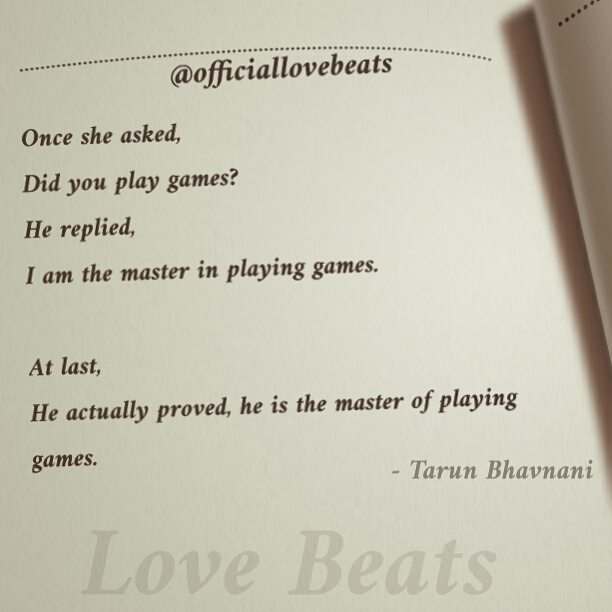 @officiallovebeats
Once she asked,
Did you play games?
He replied,
I am the master in playing games.
At last,
He actually proved, he is the master of playing
games.
- Tarun Bhavnani
Love Beats